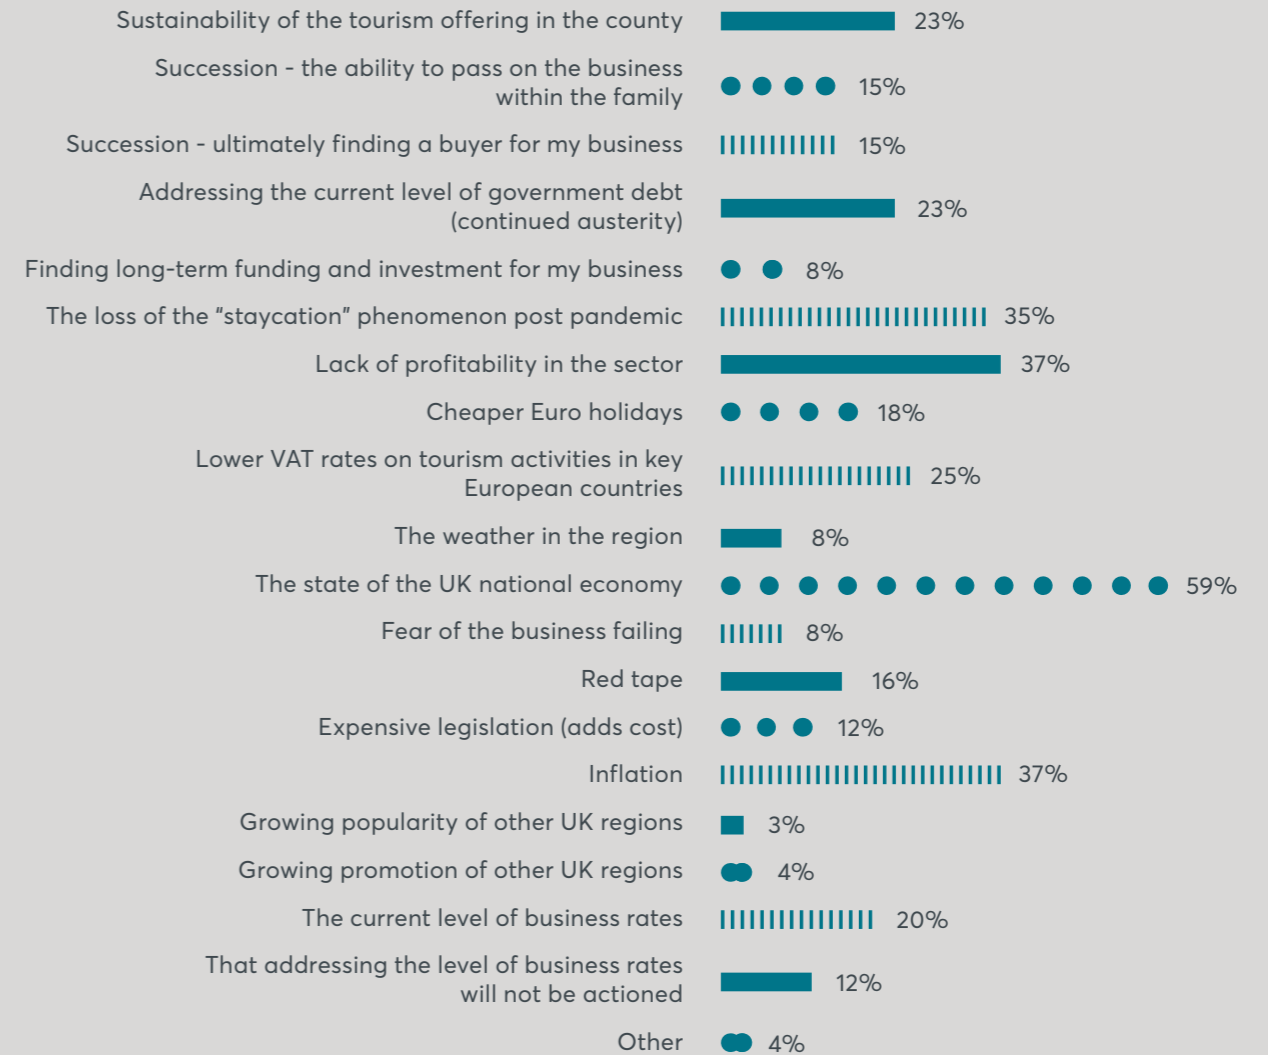 Sustainability of the tourism offering in the county 23%
Succession - the ability to pass on the business
within the family 15%
Succession - ultimately finding a buyer for my business 15%
Addressing the current level of government debt
(continued austerity) 23%
Finding long-term funding and investment for my business 8%
The loss of the “staycation” phenomenon post pandemic 35%
Lack of profitability in the sector 37%
Cheaper Euro holidays 18%
Lower VAT rates on tourism activities in key
European countries 25%
The weather in the region 8%
The state of the UK national economy 59%
Fear of the business failing 8%
Red tape 16%
Expensive legislation (adds cost) 12%
Inflation 37%
Growing popularity of other UK regions 3%
Growing promotion of other UK regions 4%
The current level of business rates 20%
That addressing the level of business rates
will not be actioned 12%
Other 4%